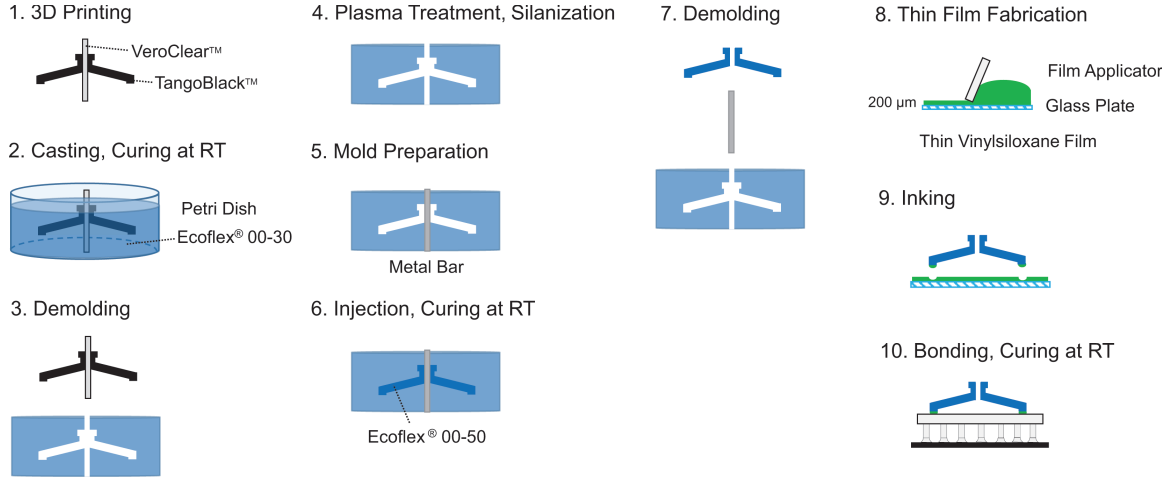 1. 3D Printing
VeroClear™
TangoBlack™
2. Casting, Curing at RT
Petri Dish
Ecoflex® 00-30
3. Demolding
4. Plasma Treatment, Silanization
5. Mold Preparation
Metal Bar
6. Injection, Curing at RT
Ecoflex® 00-50
7. Demolding
8. Thin Film Fabrication
Film Applicator
200 µm
Glass Plate
Thin Vinylsiloxane Film
9. Inking
10. Bonding, Curing at RT